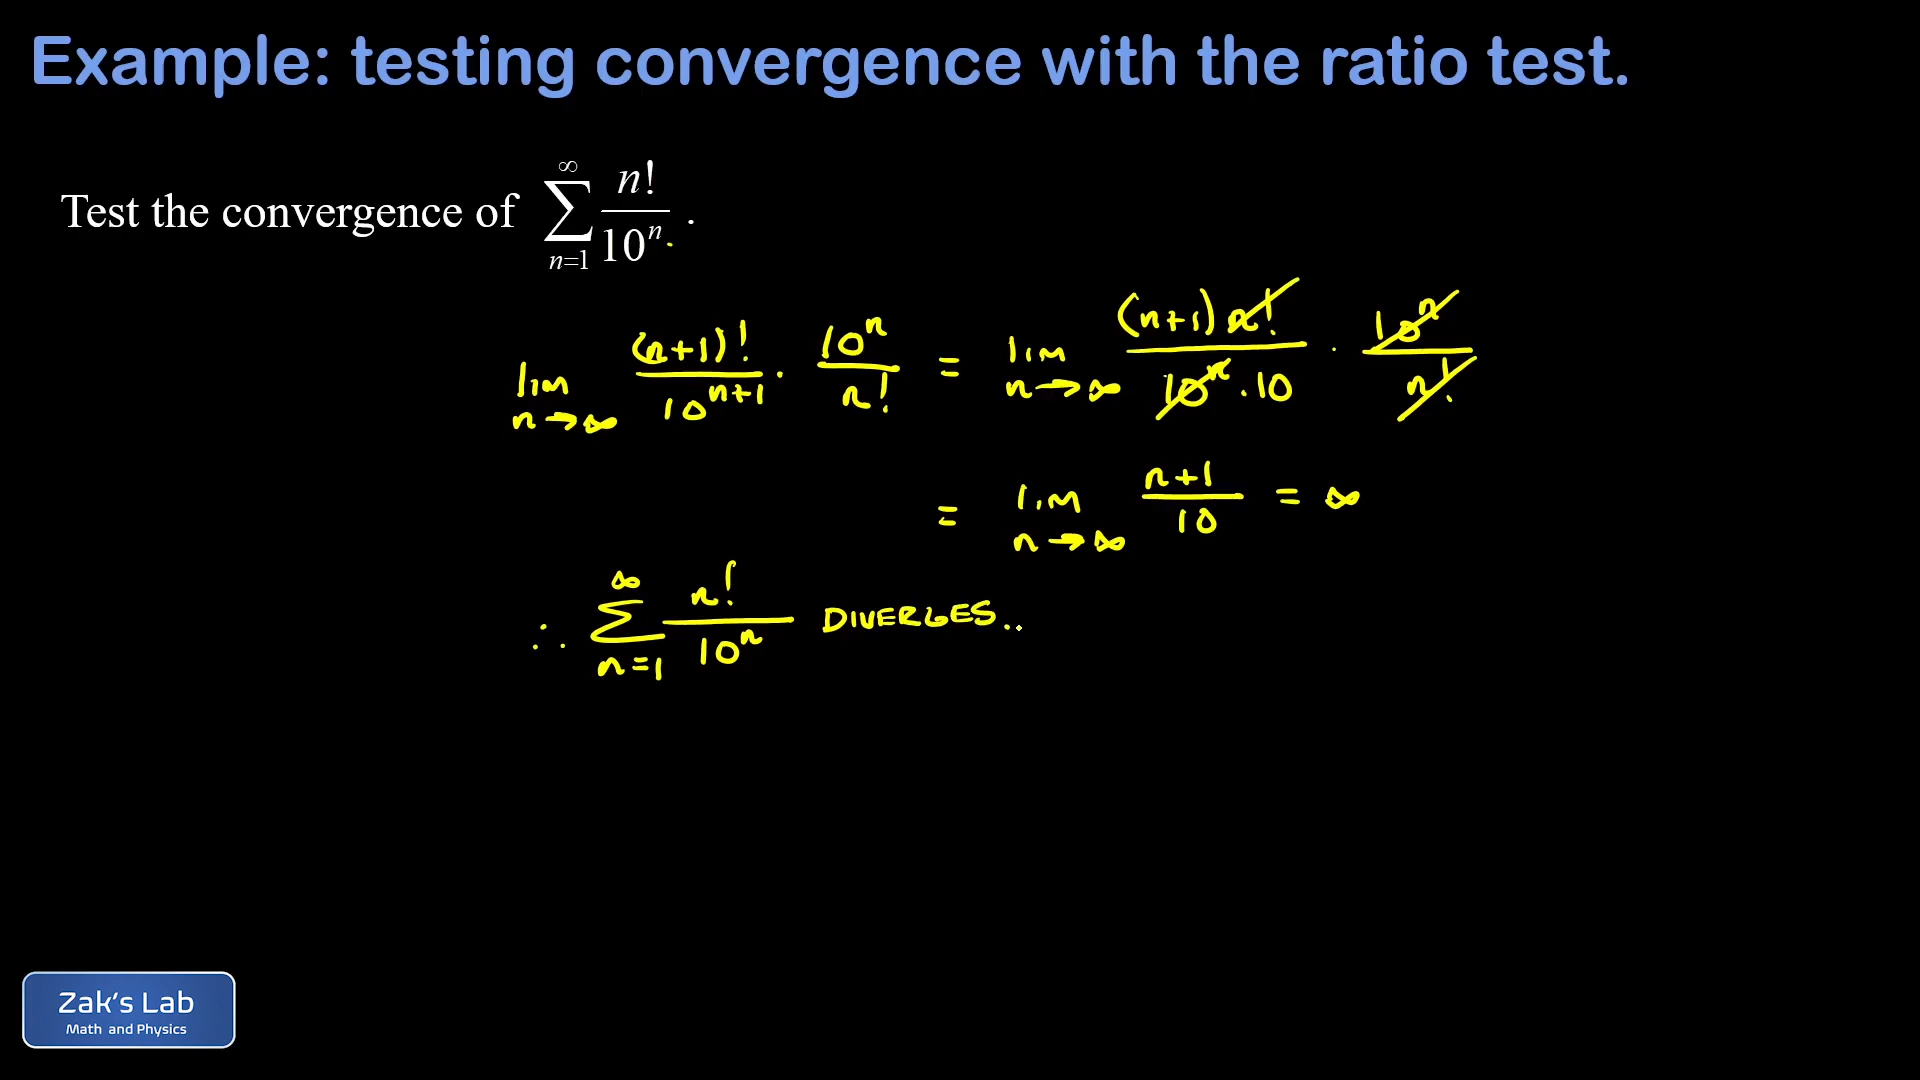 Example: testing convergence with the ratio test.
Test the convergence of ∑_{n=1}^{∞} n!/10^n .
lim_{n→∞} (n+1)!/10^{n+1} · 10^n/n! = lim_{n→∞} (n+1) n!/(10^n · 10) · 10^n/n!
= lim_{n→∞} (n+1)/10 = ∞
∴ ∑_{n=1}^{∞} n!/10^n DIVERGES..
Zak's Lab
Math and Physics